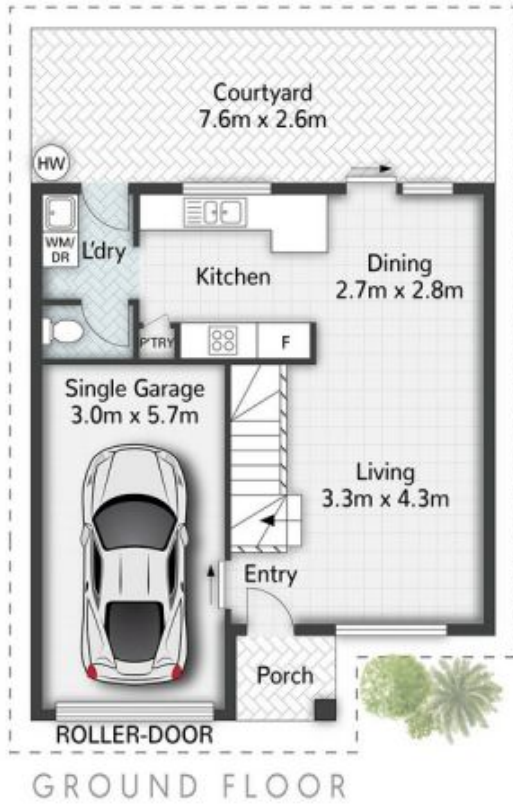 Courtyard
7.6m x 2.6m
HW
WM/
DR
L'dry
Kitchen
Dining
2.7m x 2.8m
P'TRY
F
Single Garage
3.0m x 5.7m
Living
3.3m x 4.3m
Entry
Porch
ROLLER-DOOR
GROUND FLOOR